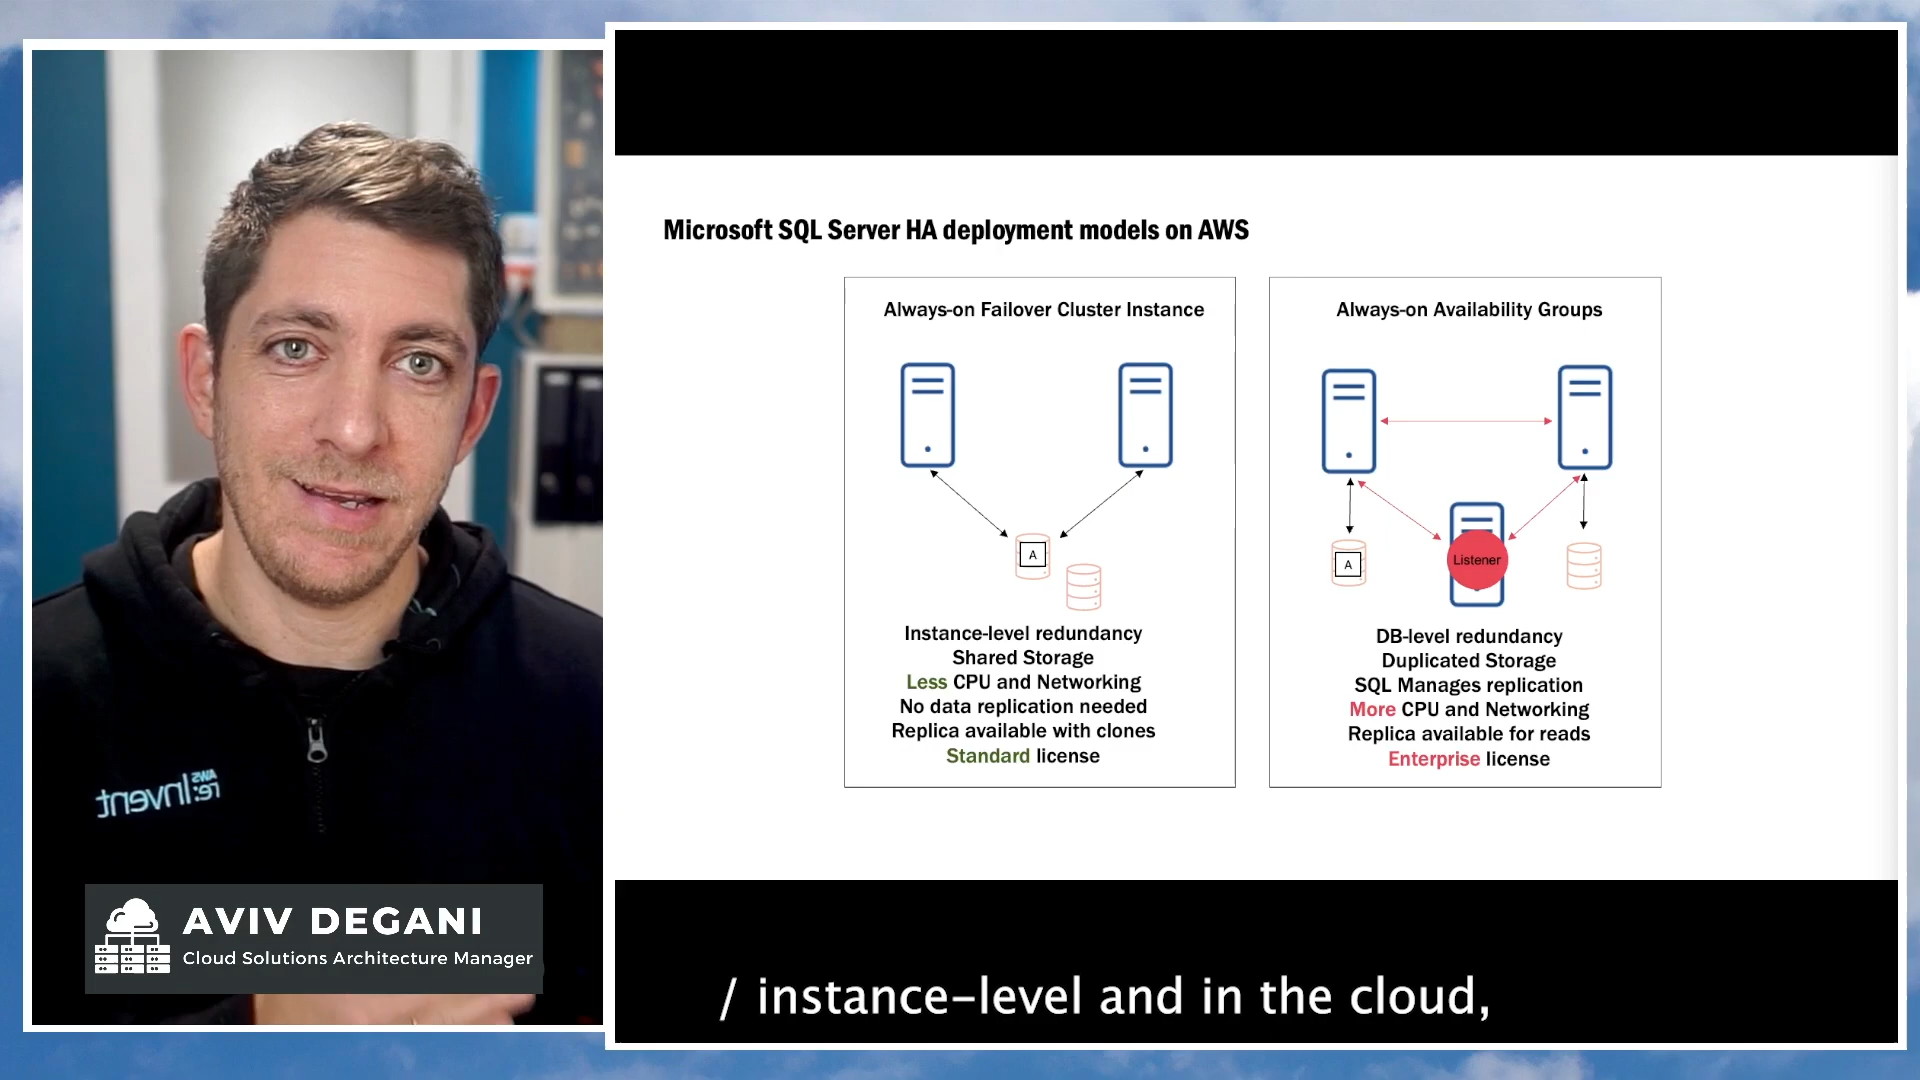 Microsoft SQL Server HA deployment models on AWS
Always-on Failover Cluster Instance
A
Instance-level redundancy
Shared Storage
Less CPU and Networking
No data replication needed
Replica available with clones
Standard license
Always-on Availability Groups
A
Listener
DB-level redundancy
Duplicated Storage
SQL Manages replication
More CPU and Networking
Replica available for reads
Enterprise license
AWS
re:Invent
AVIV DEGANI
Cloud Solutions Architecture Manager
/ instance-level and in the cloud,